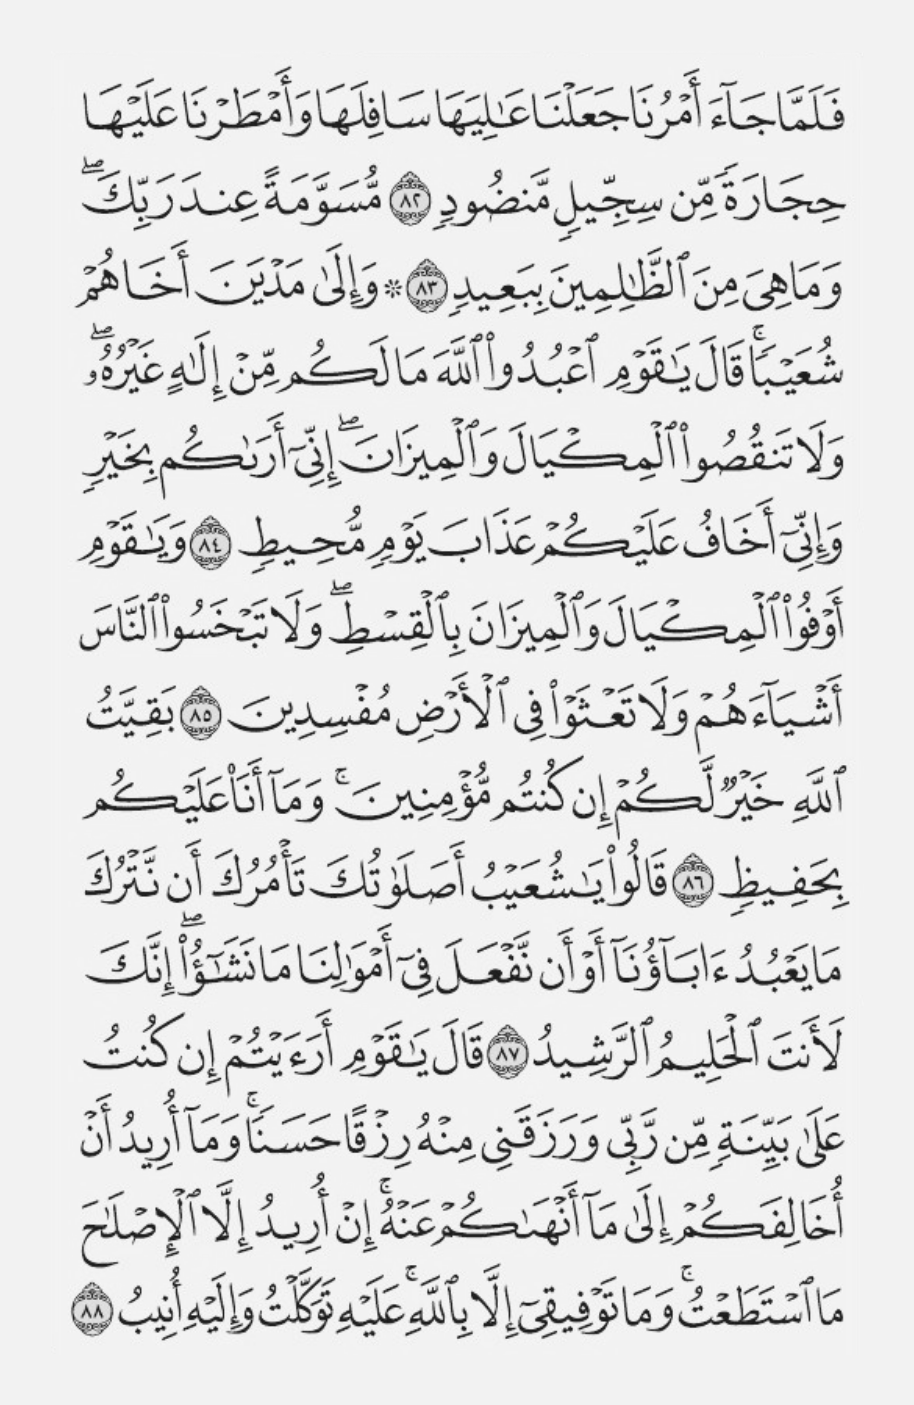 فَلَمَّا جَآءَ أَمْرُنَا جَعَلْنَا عَٰلِيَهَا سَافِلَهَا وَأَمْطَرْنَا عَلَيْهَا
حِجَارَةً مِّن سِجِّيلٍ مَّنضُودٍ ٨٢ مُّسَوَّمَةً عِندَ رَبِّكَۖ
وَمَا هِىَ مِنَ ٱلظَّٰلِمِينَ بِبَعِيدٍ ٨٣ ۞ وَإِلَىٰ مَدْيَنَ أَخَاهُمْ
شُعَيْبًاۚ قَالَ يَٰقَوْمِ ٱعْبُدُوا۟ ٱللَّهَ مَا لَكُم مِّنْ إِلَٰهٍ غَيْرُهُۥۖ
وَلَا تَنقُصُوا۟ ٱلْمِكْيَالَ وَٱلْمِيزَانَۖ إِنِّىٓ أَرَىٰكُم بِخَيْرٍ
وَإِنِّىٓ أَخَافُ عَلَيْكُمْ عَذَابَ يَوْمٍ مُّحِيطٍ ٨٤ وَيَٰقَوْمِ
أَوْفُوا۟ ٱلْمِكْيَالَ وَٱلْمِيزَانَ بِٱلْقِسْطِۖ وَلَا تَبْخَسُوا۟ ٱلنَّاسَ
أَشْيَآءَهُمْ وَلَا تَعْثَوْا۟ فِى ٱلْأَرْضِ مُفْسِدِينَ ٨٥ بَقِيَّتُ
ٱللَّهِ خَيْرٌ لَّكُمْ إِن كُنتُم مُّؤْمِنِينَۚ وَمَآ أَنَا۠ عَلَيْكُم
بِحَفِيظٍ ٨٦ قَالُوا۟ يَٰشُعَيْبُ أَصَلَوٰتُكَ تَأْمُرُكَ أَن نَّتْرُكَ
مَا يَعْبُدُ ءَابَآؤُنَآ أَوْ أَن نَّفْعَلَ فِىٓ أَمْوَٰلِنَا مَا نَشَٰٓؤُا۟ۖ إِنَّكَ
لَأَنتَ ٱلْحَلِيمُ ٱلرَّشِيدُ ٨٧ قَالَ يَٰقَوْمِ أَرَءَيْتُمْ إِن كُنتُ
عَلَىٰ بَيِّنَةٍ مِّن رَّبِّى وَرَزَقَنِى مِنْهُ رِزْقًا حَسَنًاۚ وَمَآ أُرِيدُ أَنْ
أُخَالِفَكُمْ إِلَىٰ مَآ أَنْهَىٰكُمْ عَنْهُۚ إِنْ أُرِيدُ إِلَّا ٱلْإِصْلَٰحَ
مَا ٱسْتَطَعْتُۚ وَمَا تَوْفِيقِىٓ إِلَّا بِٱللَّهِۚ عَلَيْهِ تَوَكَّلْتُ وَإِلَيْهِ أُنِيبُ ٨٨